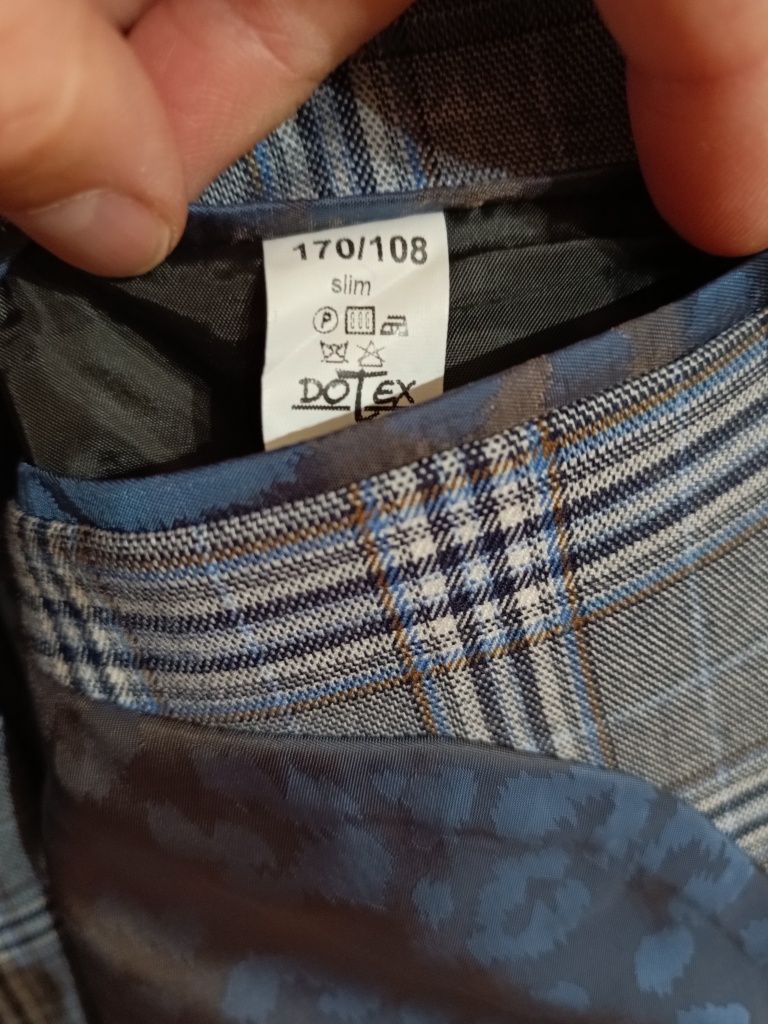 170/108
slim
P
DOTEX